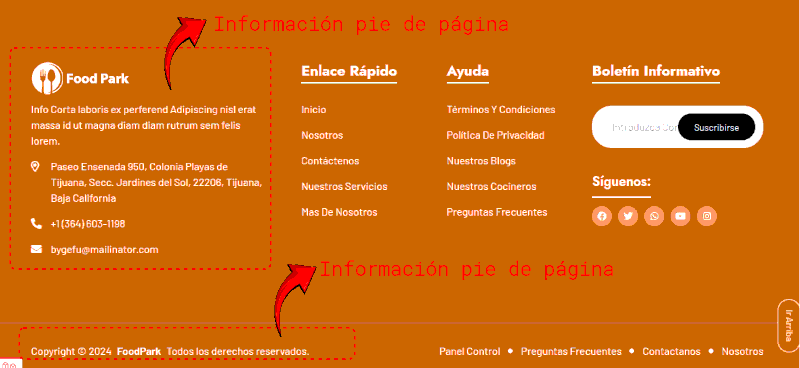 Información pie de página
Food Park
Info Corta laboris ex perferend Adipiscing nisl erat
massa id ut magna diam diam rutrum sem felis
lorem.
Paseo Ensenada 950, Colonia Playas de
Tijuana, Secc. Jardines del Sol, 22206, Tijuana,
Baja California
+1 (364) 603-1198
bygefu@mailinator.com
Enlace Rápido
Inicio
Nosotros
Contáctenos
Nuestros Servicios
Mas De Nosotros
Ayuda
Términos Y Condiciones
Política De Privacidad
Nuestros Blogs
Nuestros Cocineros
Preguntas Frecuentes
Boletín Informativo
Introduzca Cor
Suscribirse
Síguenos:
Información pie de página
Ir Arriba
Copyright © 2024 FoodPark Todos los derechos reservados.
Panel Control • Preguntas Frecuentes • Contactanos • Nosotros